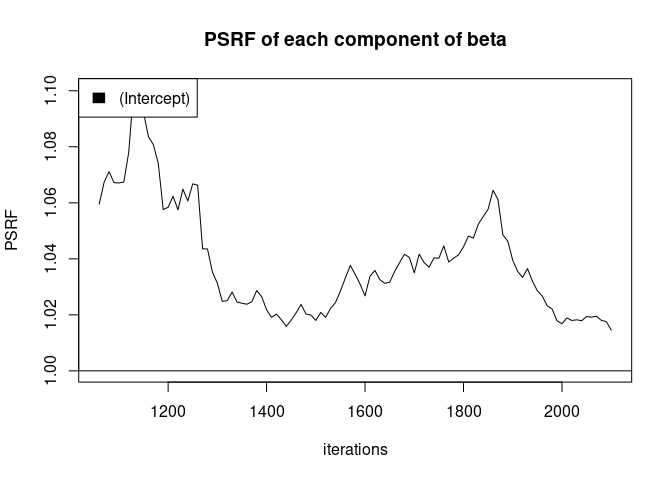 PSRF of each component of beta
(Intercept)
PSRF
1.10
1.08
1.06
1.04
1.02
1.00
1200 1400 1600 1800 2000
iterations